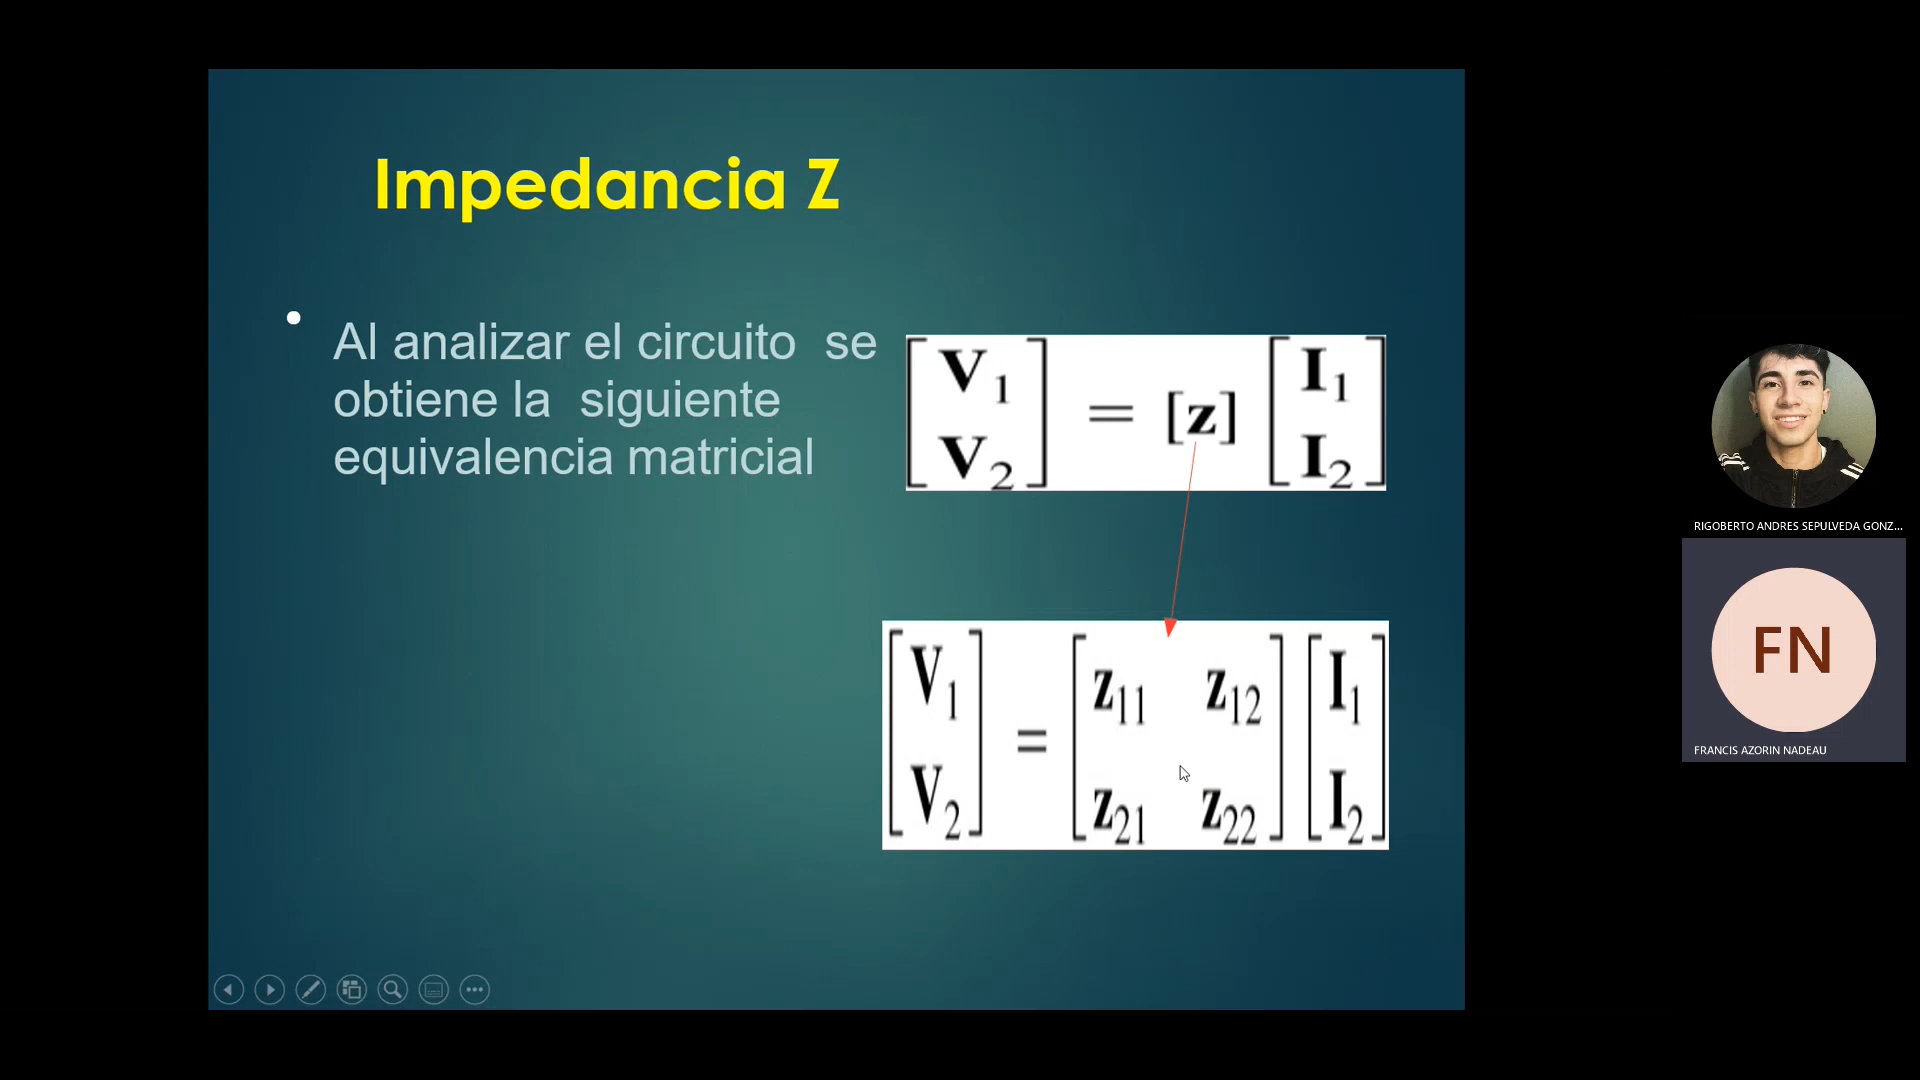 Impedancia Z
• Al analizar el circuito se
obtiene la siguiente
equivalencia matricial
[V₁ V₂] = [z] [I₁ I₂]
[V₁ V₂] = [z₁₁ z₁₂ z₂₁ z₂₂] [I₁ I₂]
RIGOBERTO ANDRES SEPULVEDA GONZ...
FN
FRANCIS AZORIN NADEAU